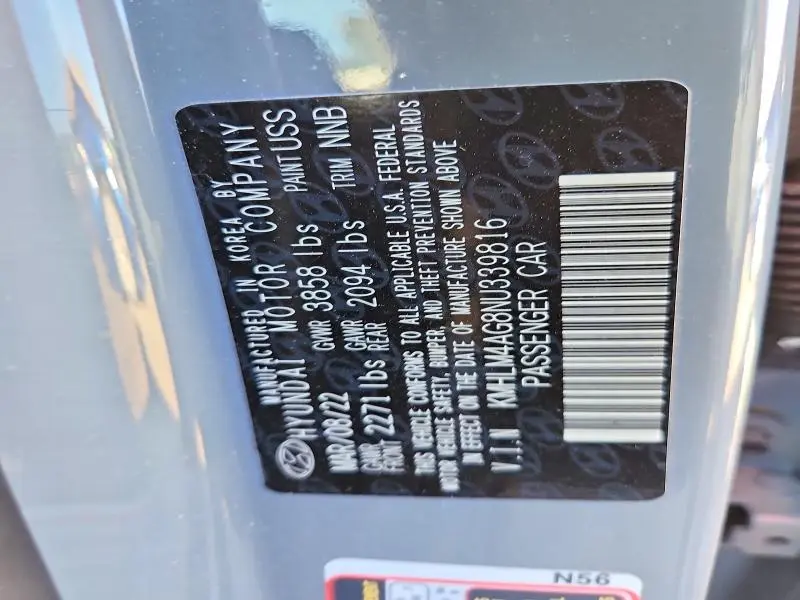 MANUFACTURED IN KOREA BY
HYUNDAI MOTOR COMPANY
MAR/08/22 GVWR 3858 lbs PAINT USS
GAWR FRONT 2271 lbs GAWR REAR 2094 lbs TRIM NNB
THIS VEHICLE CONFORMS TO ALL APPLICABLE U.S.A. FEDERAL
MOTOR VEHICLE SAFETY, BUMPER, AND THEFT PREVENTION STANDARDS
IN EFFECT ON THE DATE OF MANUFACTURE SHOWN ABOVE
V.I.N KMHLM4AG8NU339816
PASSENGER CAR
N56